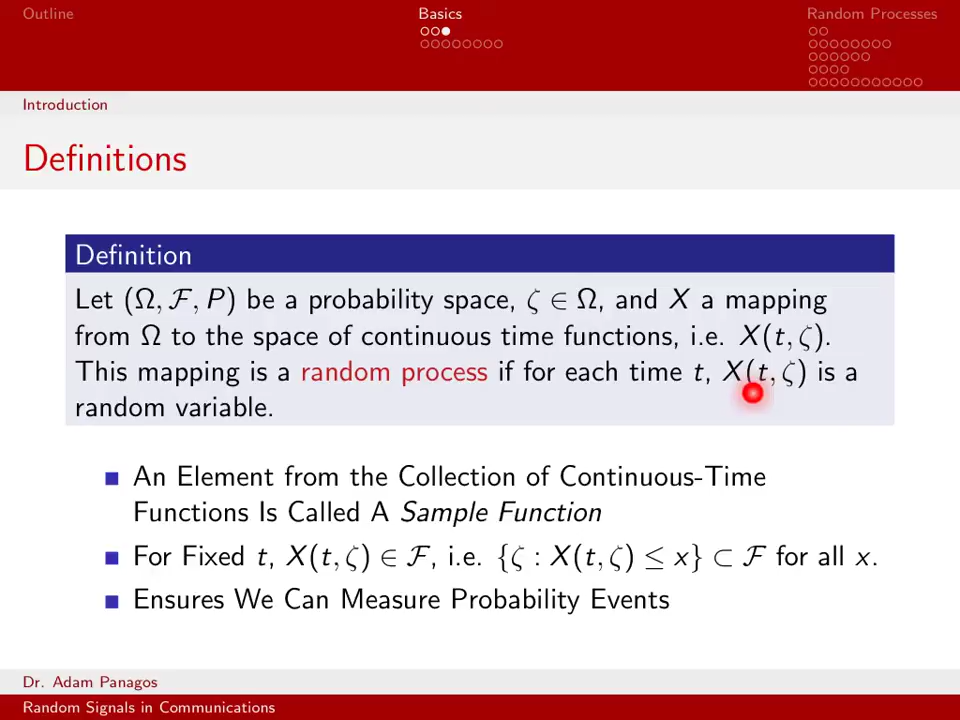 Outline
Basics
Random Processes
Introduction
Definitions
Definition
Let (Ω, ℱ, P) be a probability space, ζ ∈ Ω, and X a mapping
from Ω to the space of continuous time functions, i.e. X(t, ζ).
This mapping is a random process if for each time t, X(t, ζ) is a
random variable.
An Element from the Collection of Continuous-Time
Functions Is Called A Sample Function
For Fixed t, X(t, ζ) ∈ ℱ, i.e. {ζ : X(t, ζ) ≤ x} ⊂ ℱ for all x.
Ensures We Can Measure Probability Events
Dr. Adam Panagos
Random Signals in Communications